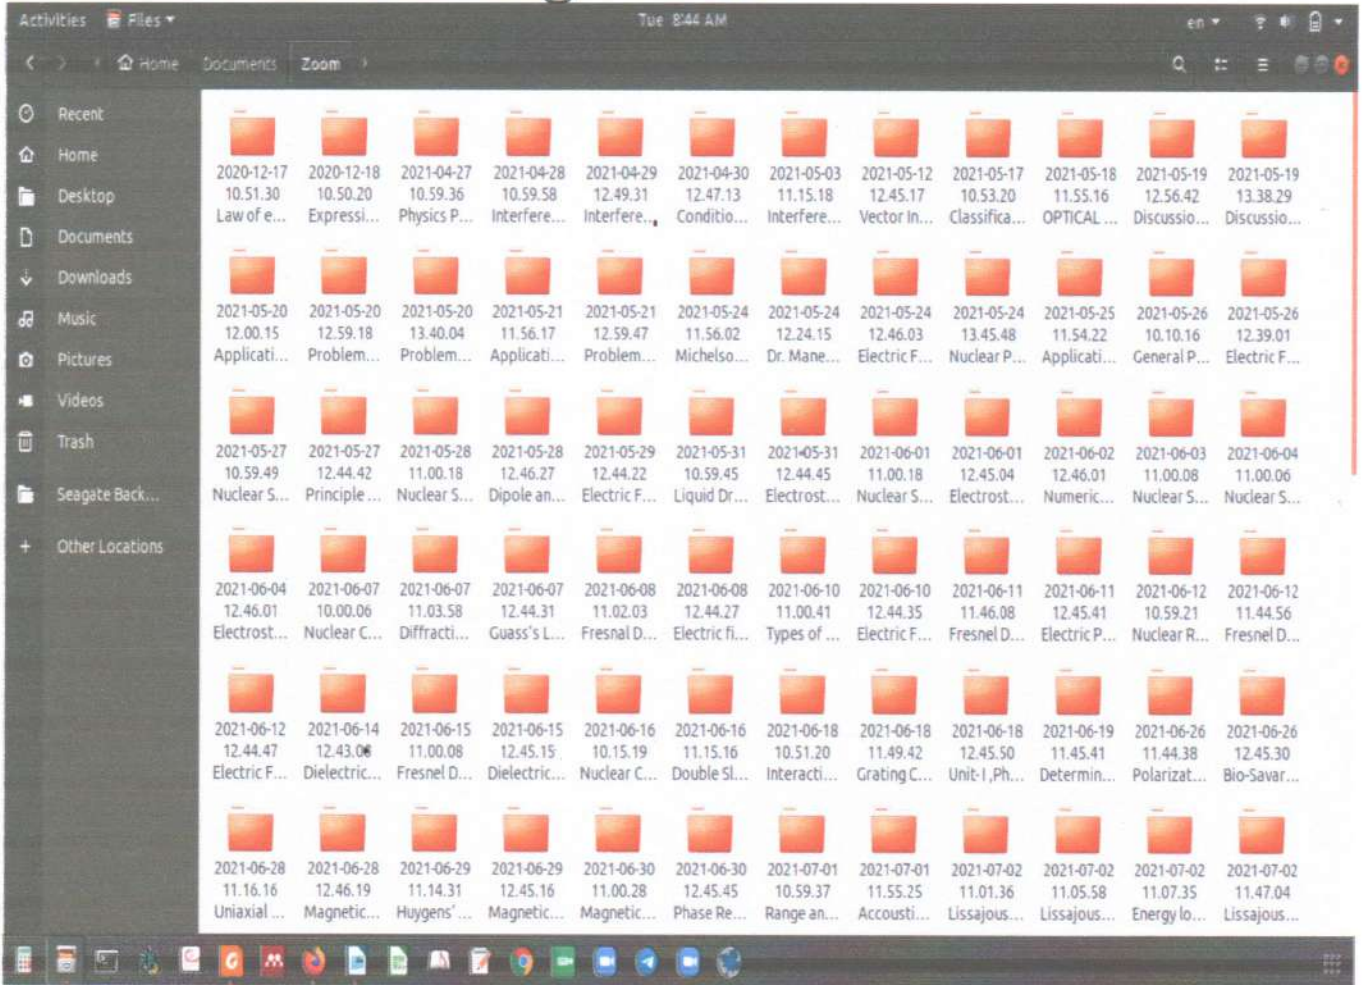 Activities Files Tue 8:44 AM en
Home Documents Zoom
Recent
Home
Desktop
Documents
Downloads
Music
Pictures
Videos
Trash
Seagate Back...
Other Locations
2020-12-17 2020-12-18 2021-04-27 2021-04-28 2021-04-29 2021-04-30 2021-05-03 2021-05-12 2021-05-17 2021-05-18 2021-05-19 2021-05-19
10.51.30 10.50.20 10.59.36 10.59.58 12.49.31 12.47.13 11.15.18 12.45.17 10.53.20 11.55.16 12.56.42 13.38.29
Law of e... Expressi... Physics P... Interfere... Interfere... Conditio... Interfere... Vector In... Classifica... OPTICAL ... Discussio... Discussio...
2021-05-20 2021-05-20 2021-05-20 2021-05-21 2021-05-21 2021-05-24 2021-05-24 2021-05-24 2021-05-24 2021-05-25 2021-05-26 2021-05-26
12.00.15 12.59.18 13.40.04 11.56.17 12.59.47 11.56.02 12.24.15 12.46.03 13.45.48 11.54.22 10.10.16 12.39.01
Applicati... Problem... Problem... Applicati... Problem... Michelso... Dr. Mane... Electric F... Nuclear P... Applicati... General P... Electric F...
2021-05-27 2021-05-27 2021-05-28 2021-05-28 2021-05-29 2021-05-31 2021-05-31 2021-06-01 2021-06-01 2021-06-02 2021-06-03 2021-06-04
10.59.49 12.44.42 11.00.18 12.46.27 12.44.22 10.59.45 12.44.45 11.00.18 12.45.04 12.46.01 11.00.08 11.00.06
Nuclear S... Principle ... Nuclear S... Dipole an... Electric F... Liquid Dr... Electrost... Nuclear S... Electrost... Numeric... Nuclear S... Nuclear S...
2021-06-04 2021-06-07 2021-06-07 2021-06-07 2021-06-08 2021-06-08 2021-06-10 2021-06-10 2021-06-11 2021-06-11 2021-06-12 2021-06-12
12.46.01 10.00.06 11.03.58 12.44.31 11.02.03 12.44.27 11.00.41 12.44.35 11.46.08 12.45.41 10.59.21 11.44.56
Electrost... Nuclear C... Diffracti... Guass's L... Fresnal D... Electric fi... Types of ... Electric F... Fresnel D... Electric P... Nuclear R... Fresnel D...
2021-06-12 2021-06-14 2021-06-15 2021-06-15 2021-06-16 2021-06-16 2021-06-18 2021-06-18 2021-06-18 2021-06-19 2021-06-26 2021-06-26
12.44.47 11.00.08 12.45.15 10.15.19 11.15.16 10.51.20 11.49.42 12.45.50 11.45.41 11.44.38 12.45.30
Electric F... Dielectric... Fresnel D... Dielectric... Nuclear C... Double Sl... Interacti... Grating C... Unit- I ,Ph... Determin... Polarizat... Bio-Savar...
2021-06-28 2021-06-28 2021-06-29 2021-06-29 2021-06-30 2021-06-30 2021-07-01 2021-07-01 2021-07-02 2021-07-02 2021-07-02 2021-07-02
11.16.16 12.46.19 11.14.31 12.45.16 11.00.28 12.45.45 10.59.37 11.55.25 11.01.36 11.05.58 11.07.35 11.47.04
Uniaxial ... Magnetic... Huygens' ... Magnetic... Magnetic... Phase Re... Range an... Accousti... Lissajous... Lissajous... Energy lo... Lissajous...